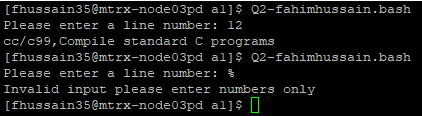 [fhussain35@mtrx-node03pd a1]$ Q2-fahimhussain.bash
Please enter a line number: 12
cc/c99,Compile standard C programs
[fhussain35@mtrx-node03pd a1]$ Q2-fahimhussain.bash
Please enter a line number: %
Invalid input please enter numbers only
[fhussain35@mtrx-node03pd a1]$